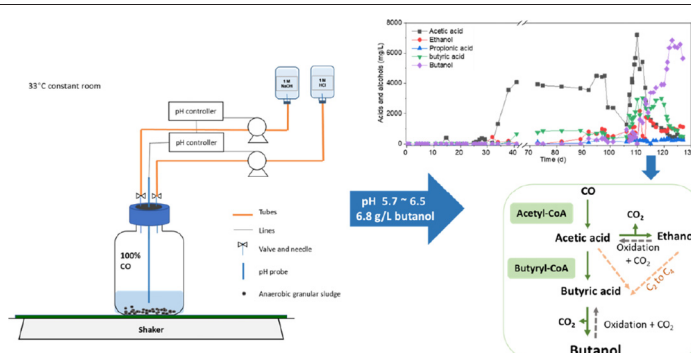 33°C constant room
1 M
NaOH
1 M
HCl
pH controller
pH controller
100%
CO
Tubes
Lines
Valve and needle
pH probe
Anaerobic granular sludge
Shaker
Acids and alcohols (mg/L)
8000
6000
4000
2000
0
Acetic acid
Ethanol
Propionic acid
butyric acid
Butanol
0 10 20 30 40 70 80 90 100 110 120 130
Time (d)
pH 5.7 ~ 6.5
6.8 g/L butanol
CO
Acetyl-CoA
CO₂
Acetic acid
Ethanol
Oxidation
+ CO₂
Butyryl-CoA
C₂ to C₄
Butyric acid
CO₂
Oxidation + CO₂
Butanol